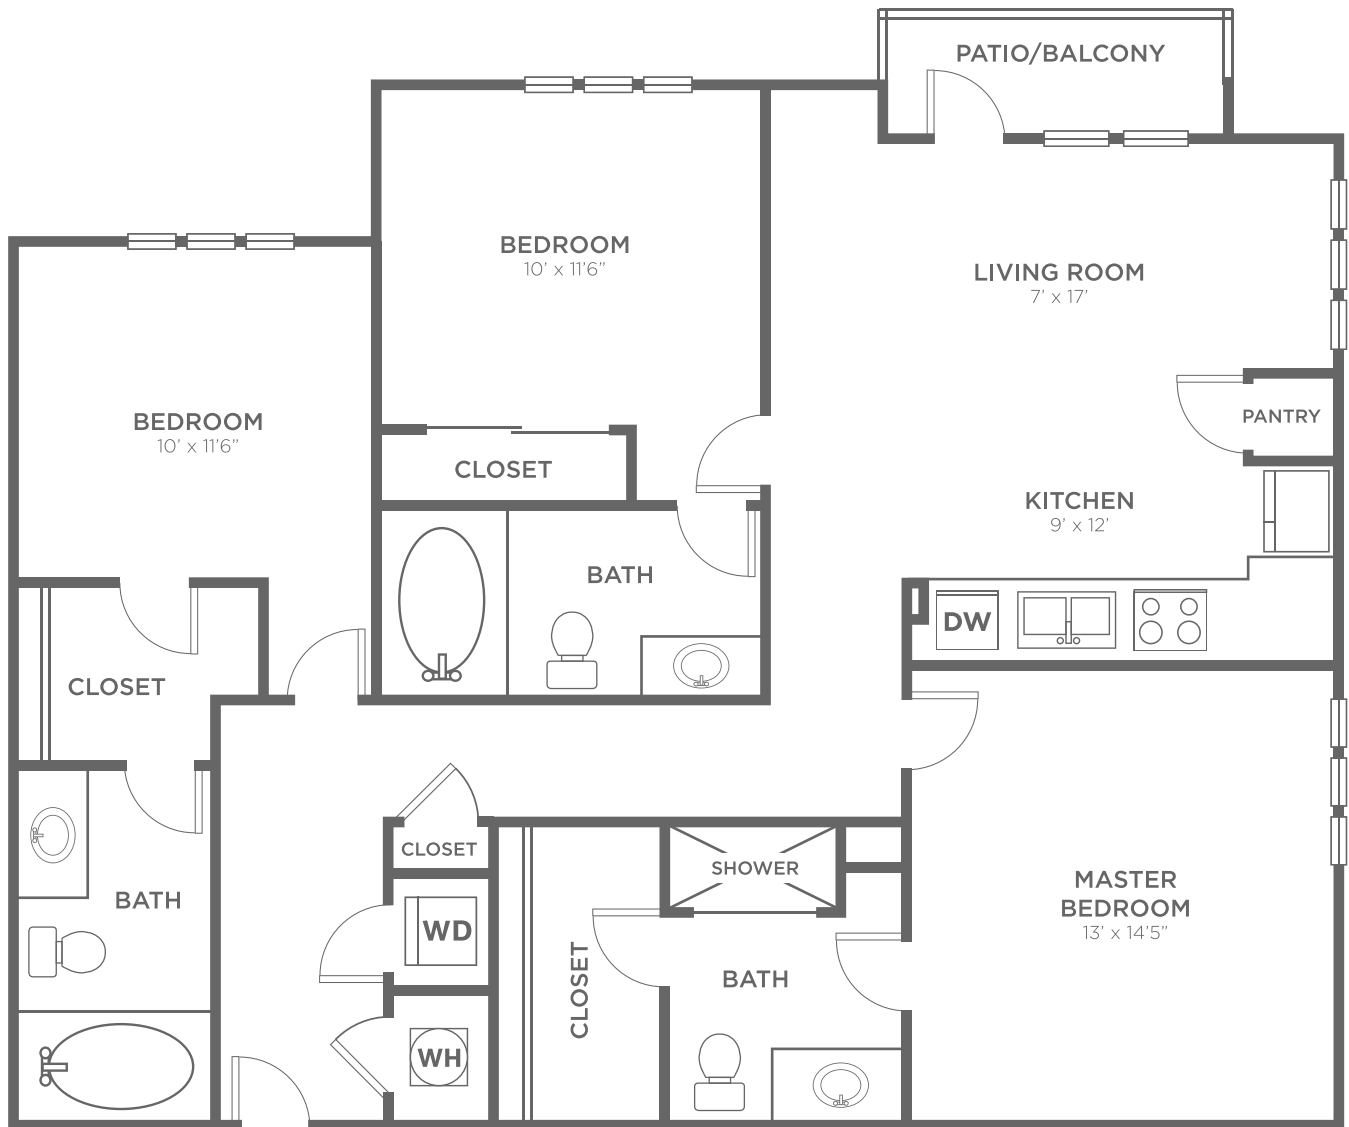 PATIO/BALCONY
BEDROOM
10’ x 11’6”
LIVING ROOM
7’ x 17’
BEDROOM
10’ x 11’6”
PANTRY
CLOSET
KITCHEN
9’ x 12’
BATH
DW
CLOSET
CLOSET
SHOWER
MASTER
BEDROOM
13’ x 14’5”
BATH
WD
CLOSET
BATH
WH